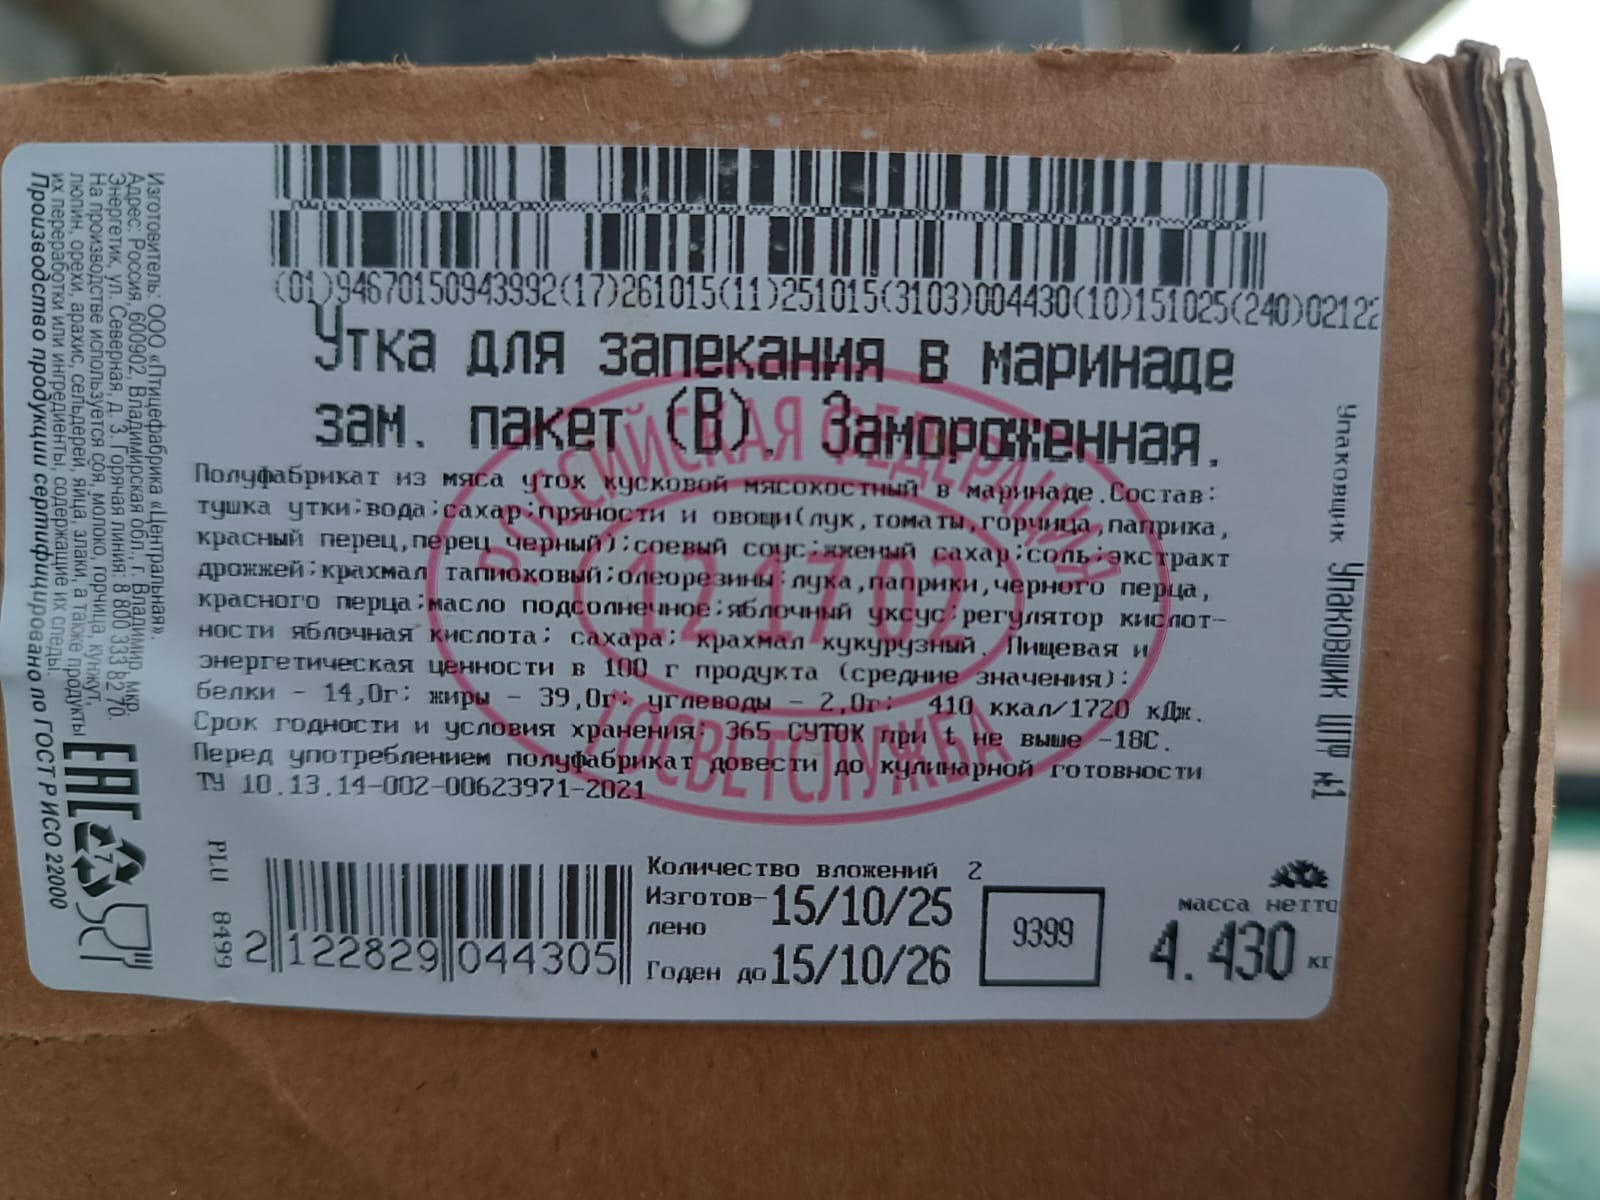 (01)94670150943992(17)261015(11)251015(3103)004430(10)151025(240)02122
Утка для запекания в маринаде
зам. пакет (В). Замороженная.
Полуфабрикат из мяса уток кусковой мясокостный в маринаде.Состав:
тушка утки;вода;сахар;пряности и овощи(лук,томаты,горчица,паприка,
красный перец,перец черный);соевый соус;жженый сахар;соль;экстракт
дрожжей;крахмал тапиоковый;олеорезины:лука,паприки,черного перца,
красного перца;масло подсолнечное;яблочный уксус;регулятор кислот-
ности яблочная кислота; сахара; крахмал кукурузный. Пищевая и
энергетическая ценности в 100 г продукта (средние значения):
белки - 14,0г; жиры - 39,0г; углеводы - 2,0г; 410 ккал/1720 кДж.
Срок годности и условия хранения: 365 СУТОК при t не выше -18С.
Перед употреблением полуфабрикат довести до кулинарной готовности
ТУ 10.13.14-002-00623971-2021
РОССИЙСКАЯ ФЕДЕРАЦИЯ
12 17 02
ГОСВЕТСЛУЖБА
Изготовитель: ООО «Птицефабрика «Центральная».
Адрес: Россия, 600902, Владимирская обл., г. Владимир, мкр.
Энергетик, ул. Северная, д. 3. Горячая линия: 8 800 333 82 70.
На производстве используется соя, молоко, горчица, кунжут,
люпин, орехи, арахис, сельдерей, яйца, злаки, а также продукты
их переработки или ингредиенты, содержащие их следы.
Производство продукции сертифицировано по ГОСТ Р ИСО 22000
EAC
7
PLU 8499
2 122829 044305
Количество вложений 2
Изготов-
лено 15/10/25
Годен до 15/10/26
9399
масса нетто
4.430 кг
Упаковщик Упаковщик ЦПФ №1